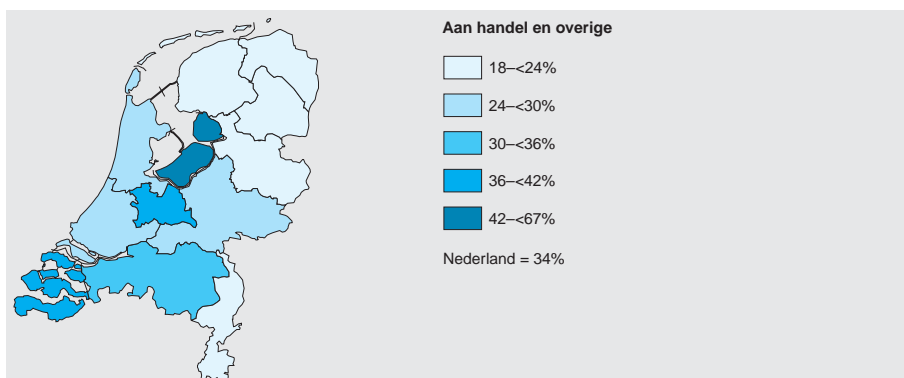 Aan handel en overige
18–<24%
24–<30%
30–<36%
36–<42%
42–<67%
Nederland = 34%